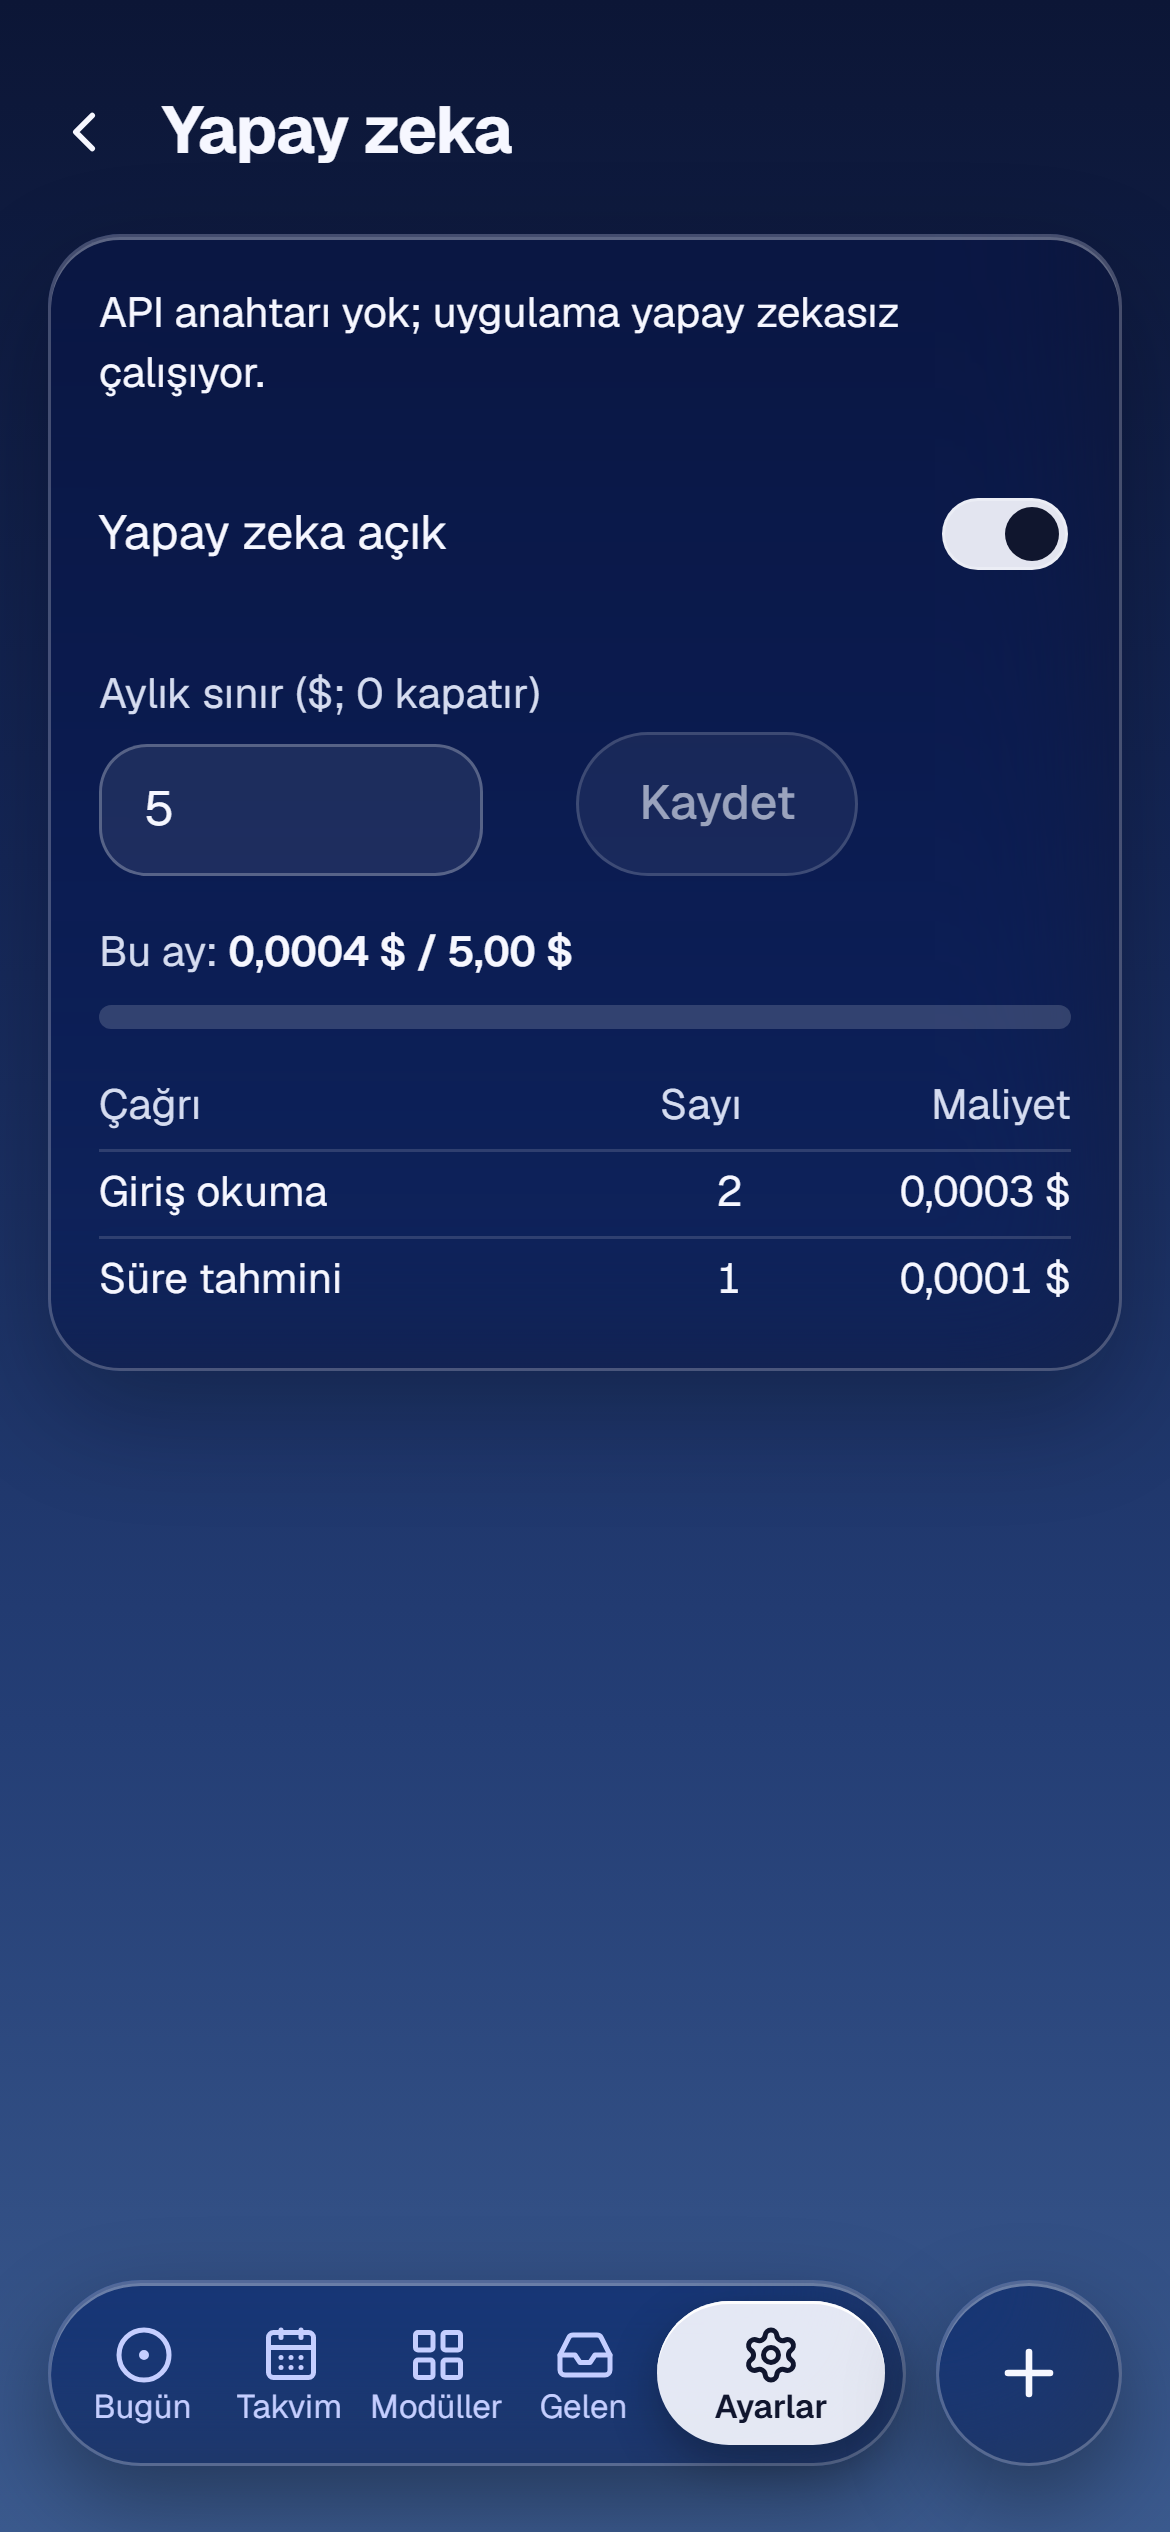 Yapay zeka
API anahtarı yok; uygulama yapay zekasız
çalışıyor.
Yapay zeka açık
Aylık sınır ($; 0 kapatır)
5
Kaydet
Bu ay: 0,0004 $ / 5,00 $
Çağrı Sayı Maliyet
Giriş okuma 2 0,0003 $
Süre tahmini 1 0,0001 $
Bugün Takvim Modüller Gelen Ayarlar